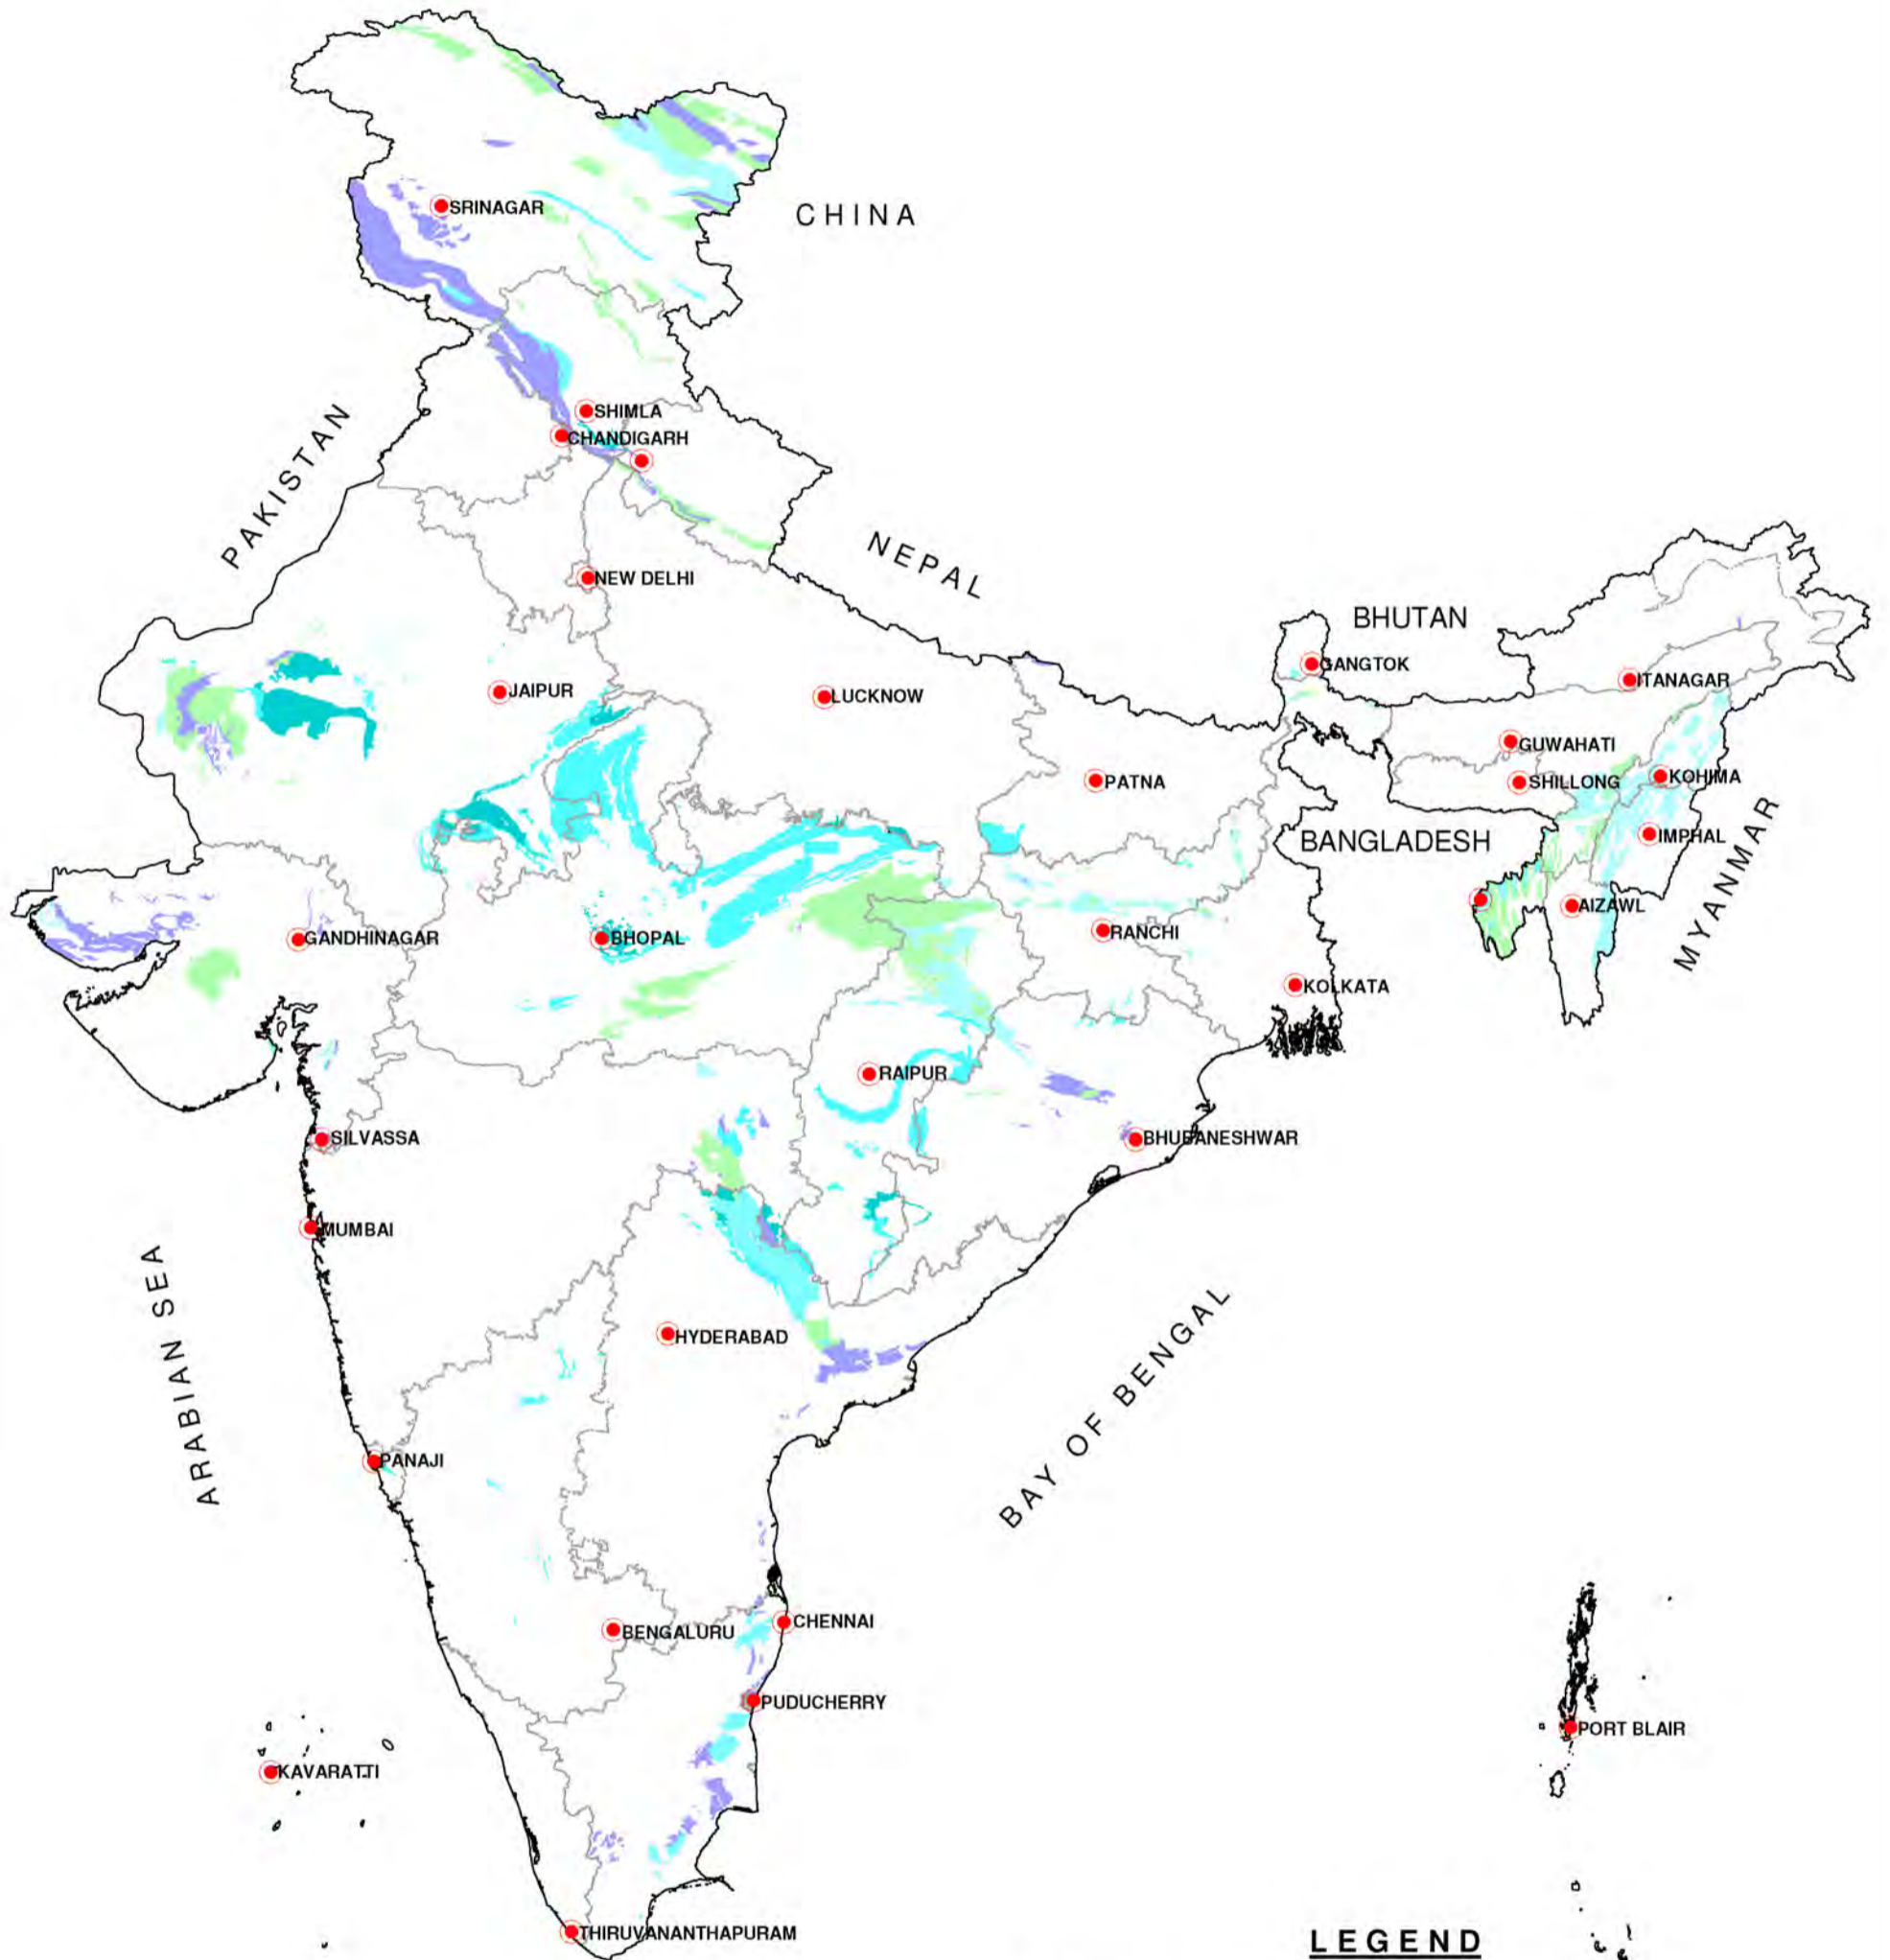 SRINAGAR
CHINA
SHIMLA
CHANDIGARH
PAKISTAN
NEPAL
NEW DELHI
BHUTAN
GANGTOK
ITANAGAR
JAIPUR
LUCKNOW
GUWAHATI
KOHIMA
SHILLONG
PATNA
IMPHAL
BANGLADESH
MYANMAR
AIZAWL
RANCHI
GANDHINAGAR
BHOPAL
KOLKATA
RAIPUR
SILVASSA
BHUBANESHWAR
MUMBAI
ARABIAN SEA
HYDERABAD
BAY OF BENGAL
PANAJI
CHENNAI
BENGALURU
PUDUCHERRY
PORT BLAIR
KAVARATTI
THIRUVANANTHAPURAM
LEGEND